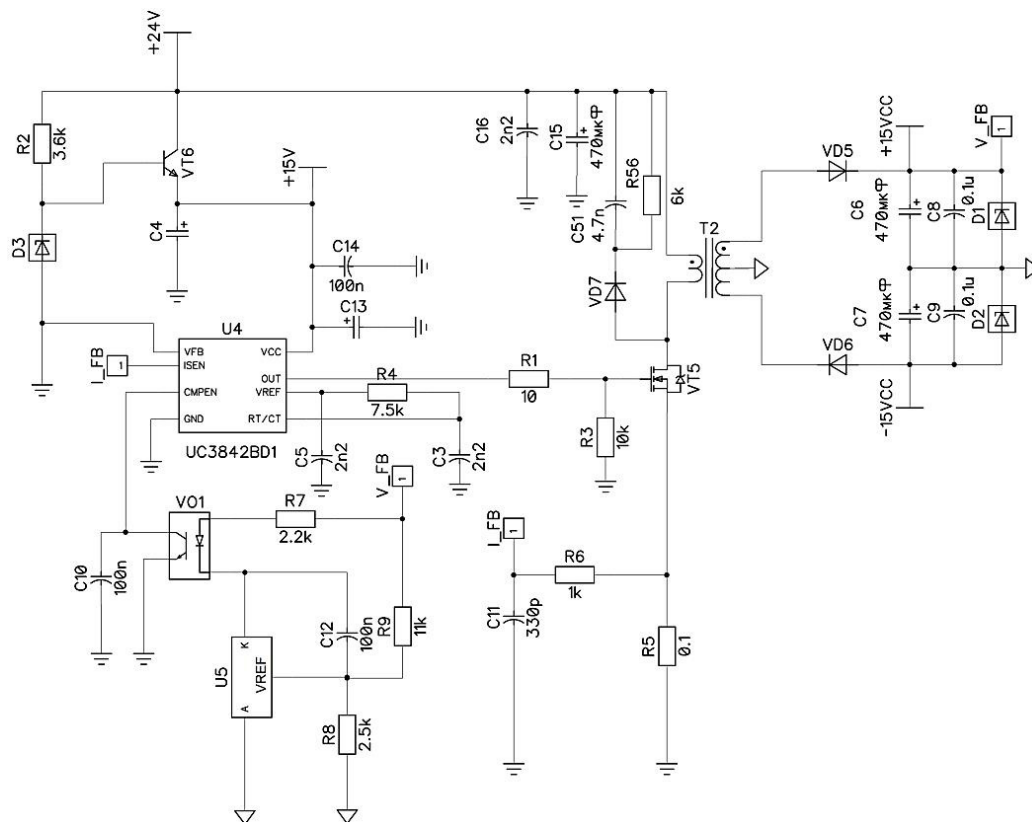 +24V
R2
3.6k
VT6
+15V
D3
C4
C14
100n
C13
C16
2n2
C15
470мкФ
C51
4.7n
R56
6k
VD7
T2
VD5
+15VCC
V_FB
1
C6
470мкФ
C8
0.1u
D1
C7
470мкФ
C9
0.1u
D2
VD6
-15VCC
U4
I_FB
1
VFB
ISEN
CMPEN
GND
VCC
OUT
VREF
RT/CT
UC3842BD1
R4
7.5k
R1
10
VT5
R3
10k
C5
2n2
C3
2n2
V_FB
1
VO1
R7
2.2k
C10
100n
C12
100n
R9
11k
U5
K
VREF
A
R8
2.5k
I_FB
1
R6
1k
C11
330p
R5
0.1